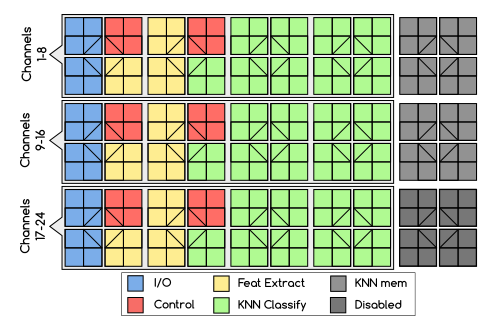 Channels
1-8
Channels
9-16
Channels
17-24
I/O
Feat Extract
KNN mem
Control
KNN Classify
Disabled